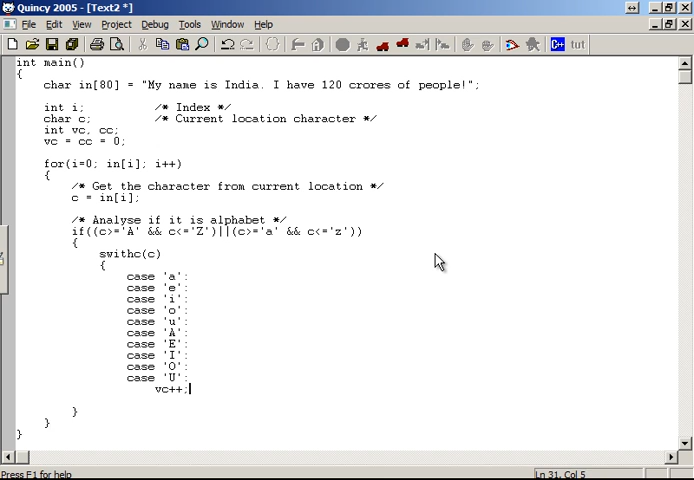 Quincy 2005 - [Text2 *]
File Edit View Project Debug Tools Window Help
C++ tut
int main()
{
char in[80] = "My name is India. I have 120 crores of people!";
int i; /* Index */
char c; /* Current location character */
int vc, cc;
vc = cc = 0;
for(i=0; in[i]; i++)
{
/* Get the character from current location */
c = in[i];
/* Analyse if it is alphabet */
if((c>='A' && c<='Z')||(c>='a' && c<='z'))
{
swithc(c)
{
case 'a':
case 'e':
case 'i':
case 'o':
case 'u':
case 'A':
case 'E':
case 'I':
case 'O':
case 'U':
vc++;
}
}
}
Press F1 for help
Ln 31, Col 5